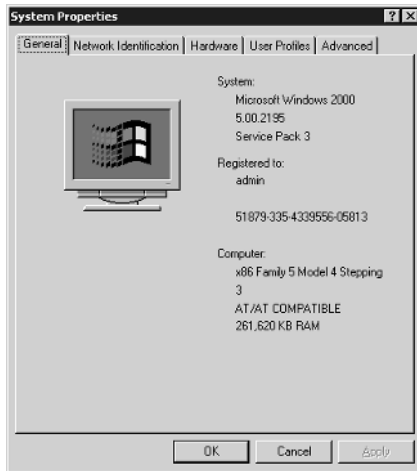 System Properties
General Network Identification Hardware User Profiles Advanced
System:
Microsoft Windows 2000
5.00.2195
Service Pack 3
Registered to:
admin
51879-335-4339556-05813
Computer:
x86 Family 5 Model 4 Stepping
3
AT/AT COMPATIBLE
261,620 KB RAM
OK Cancel Apply